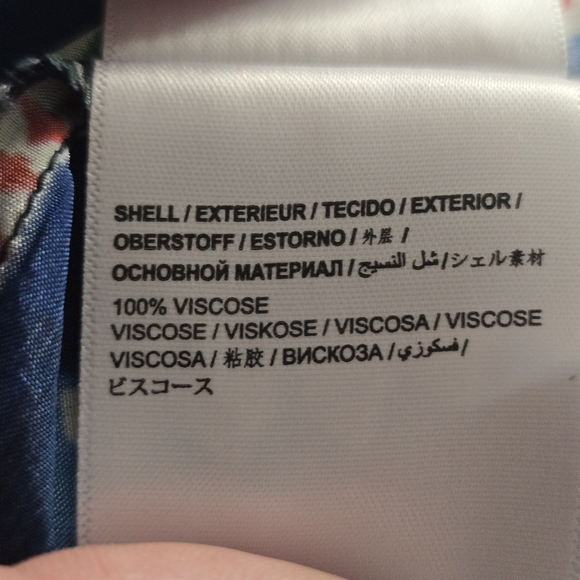 SHELL / EXTERIEUR / TECIDO / EXTERIOR /
OBERSTOFF / ESTORNO / 外层 /
ОСНОВНОЙ МАТЕРИАЛ / شل النسيج / シェル素材
100% VISCOSE
VISCOSE / VISKOSE / VISCOSA / VISCOSE
VISCOSA / 粘胶 / ВИСКОЗА / فسكوزي /
ビスコース